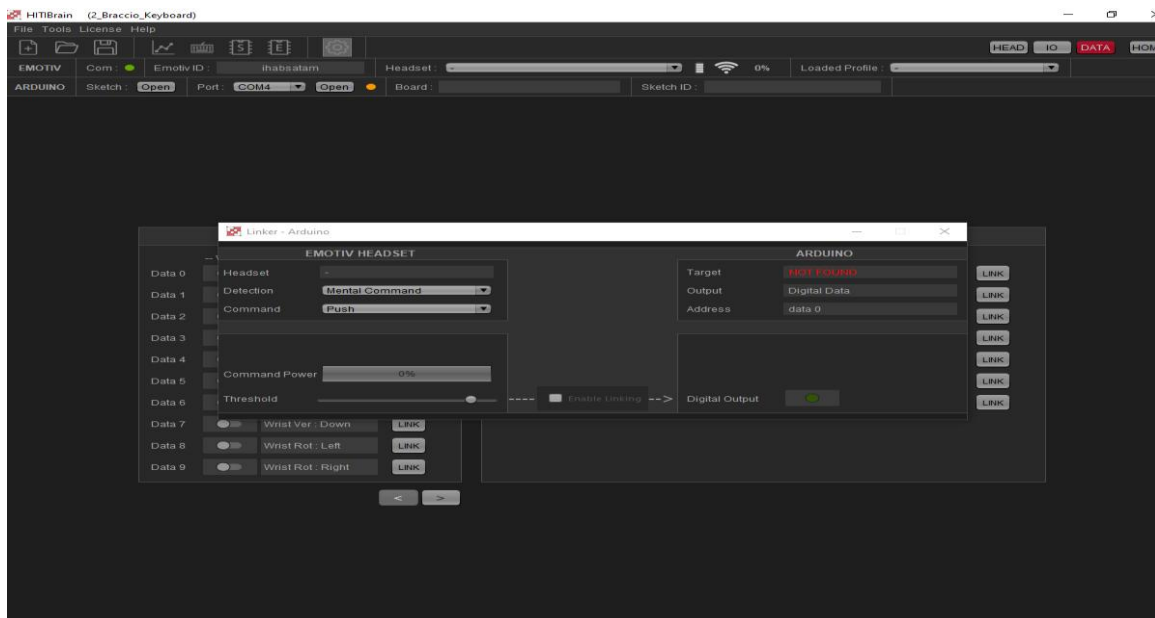 HITIBrain (2_Braccio_Keyboard)
File Tools License Help
S E
HEAD IO DATA HOM
EMOTIV Com : Emotiv ID : ihabsatam Headset : - 0% Loaded Profile : -
ARDUINO Sketch : Open Port : COM4 Open Board : Sketch ID :
Linker - Arduino
EMOTIV HEADSET ARDUINO
Data 0 Headset - Target NOT FOUND LINK
Data 1 Detection Mental Command Output Digital Data LINK
Data 2 Command Push Address data 0 LINK
Data 3 LINK
Data 4 LINK
Data 5 Command Power 0% LINK
Data 6 Threshold ---- Enable Linking --> Digital Output LINK
Data 7 Wrist Ver : Down LINK
Data 8 Wrist Rot : Left LINK
Data 9 Wrist Rot : Right LINK
< >